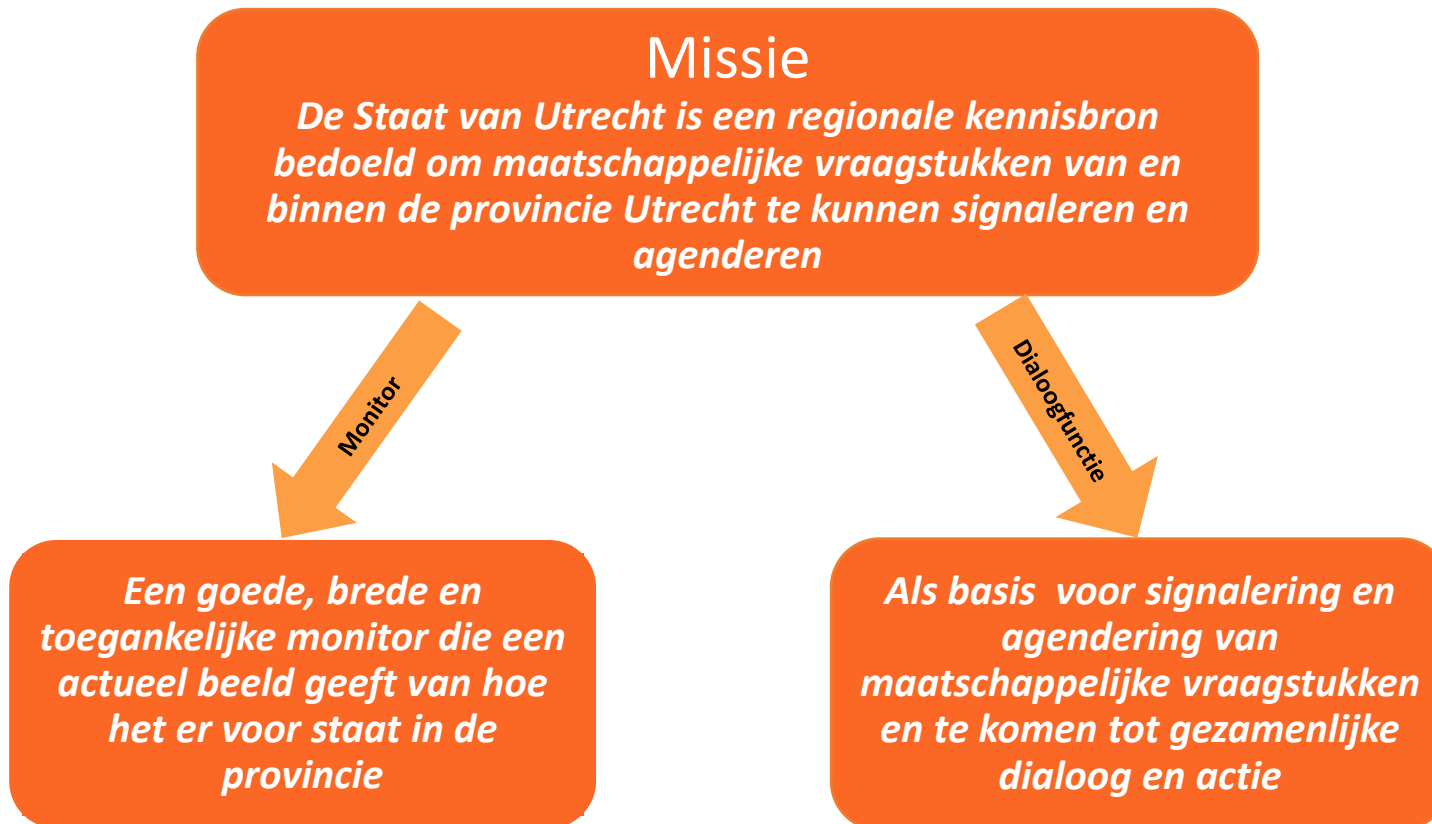 Missie
De Staat van Utrecht is een regionale kennisbron
bedoeld om maatschappelijke vraagstukken van en
binnen de provincie Utrecht te kunnen signaleren en
agenderen
Monitor
Dialoogfunctie
Een goede, brede en
toegankelijke monitor die een
actueel beeld geeft van hoe
het er voor staat in de
provincie
Als basis  voor signalering en
agendering van
maatschappelijke vraagstukken
en te komen tot gezamenlijke
dialoog en actie